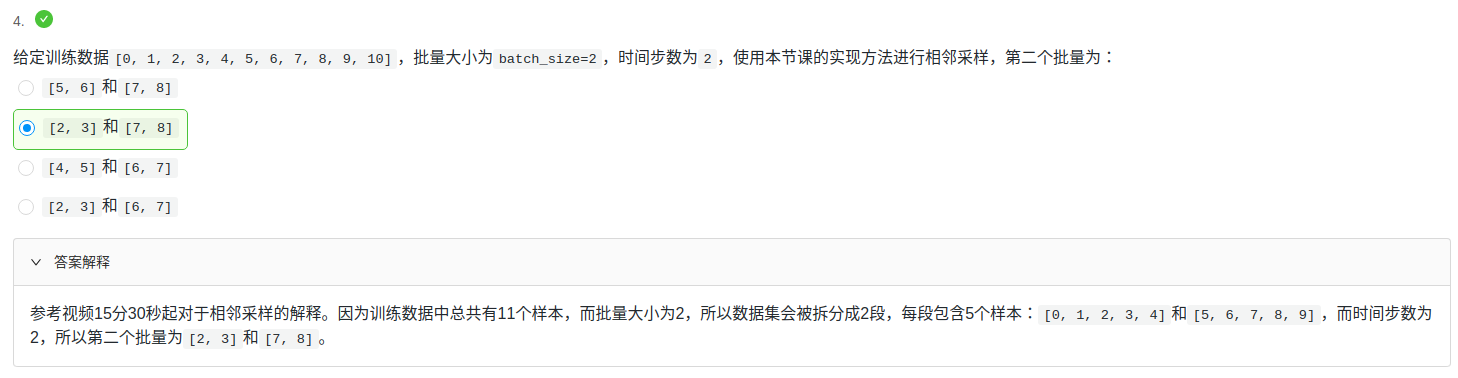 4.
给定训练数据 [0, 1, 2, 3, 4, 5, 6, 7, 8, 9, 10] ，批量大小为 batch_size=2 ，时间步数为 2 ，使用本节课的实现方法进行相邻采样，第二个批量为：
[5, 6] 和 [7, 8]
[2, 3] 和 [7, 8]
[4, 5] 和 [6, 7]
[2, 3] 和 [6, 7]
答案解释
参考视频15分30秒起对于相邻采样的解释。因为训练数据中总共有11个样本，而批量大小为2，所以数据集会被拆分成2段，每段包含5个样本： [0, 1, 2, 3, 4] 和 [5, 6, 7, 8, 9] ，而时间步数为
2，所以第二个批量为 [2, 3] 和 [7, 8] 。